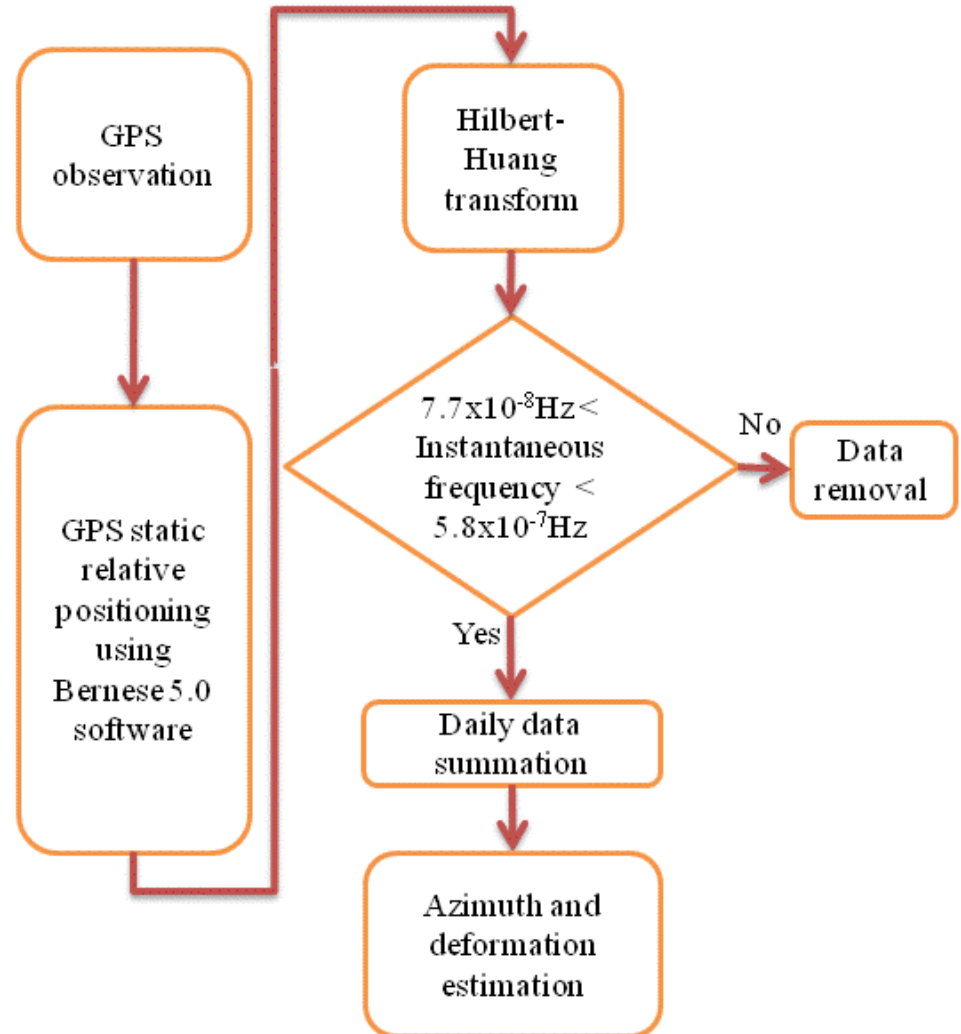 GPS
observation
GPS static
relative
positioning
using
Bernese 5.0
software
Hilbert-
Huang
transform
7.7x10⁻⁸Hz <
Instantaneous
frequency <
5.8x10⁻⁷Hz
No
Data
removal
Yes
Daily data
summation
Azimuth and
deformation
estimation